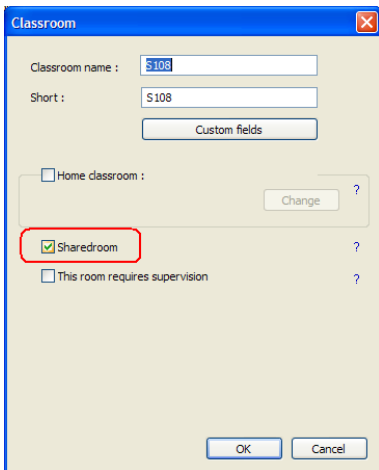 Classroom
Classroom name : S108
Short : S108
Custom fields
Home classroom :
Change ?
Sharedroom ?
This room requires supervision ?
OK Cancel